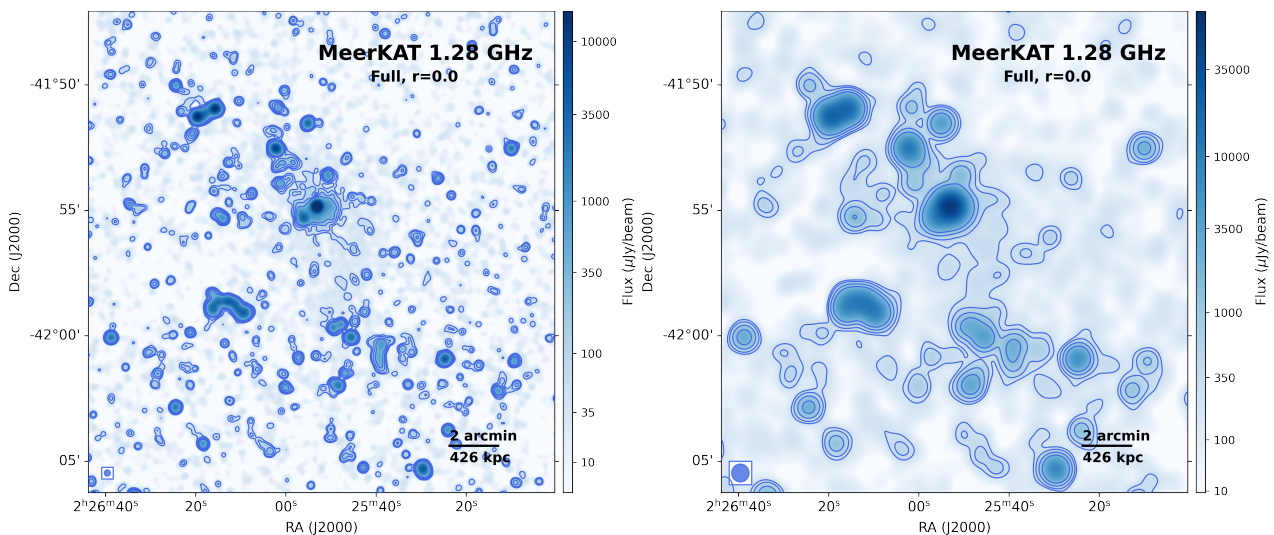 MeerKAT 1.28 GHz
Full, r=0.0
-41°50'
55'
-42°00'
05'
Dec (J2000)
2 arcmin
426 kpc
2ʰ26ᵐ40ˢ
20ˢ
00ˢ
25ᵐ40ˢ
20ˢ
RA (J2000)
10000
3500
1000
350
100
35
10
Flux (μJy/beam)
MeerKAT 1.28 GHz
Full, r=0.0
-41°50'
55'
-42°00'
05'
Dec (J2000)
2 arcmin
426 kpc
2ʰ26ᵐ40ˢ
20ˢ
00ˢ
25ᵐ40ˢ
20ˢ
RA (J2000)
35000
10000
3500
1000
350
100
10
Flux (μJy/beam)